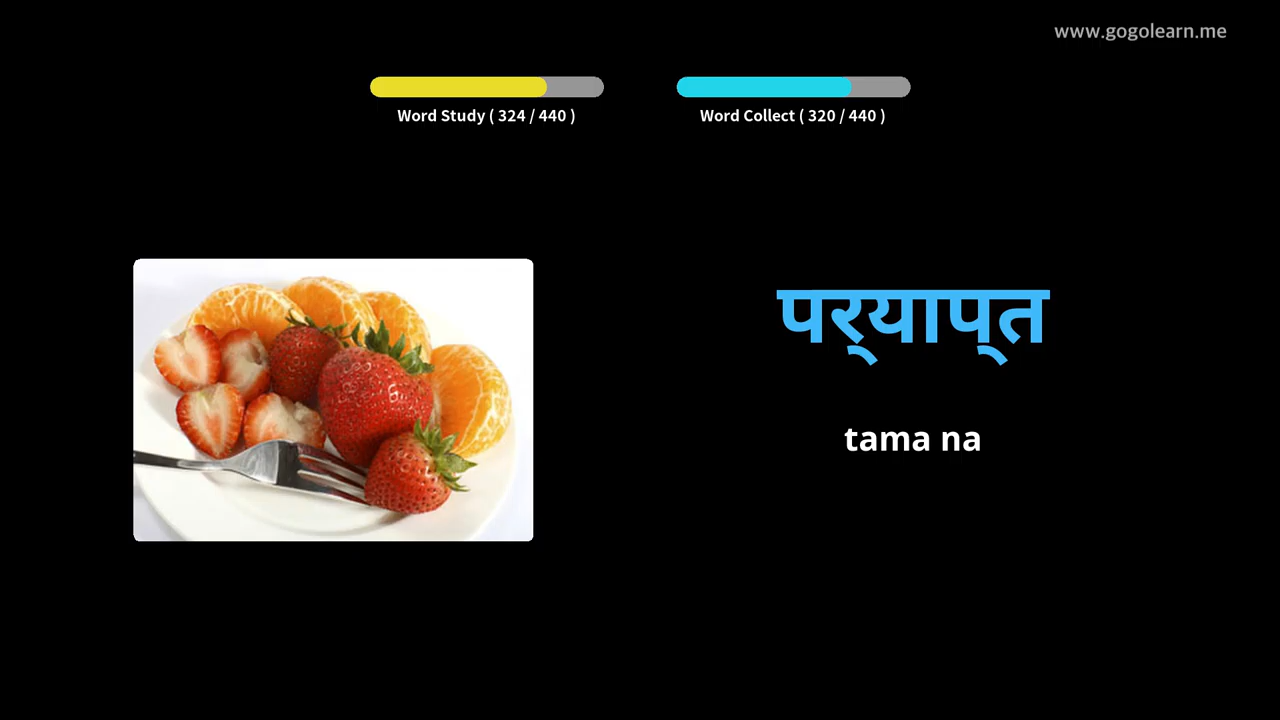 www.gogolearn.me
Word Study ( 324 / 440 )
Word Collect ( 320 / 440 )
पर्‌याप्‌त
tama na